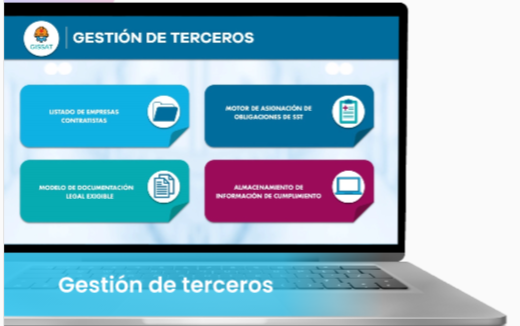 GESTIÓN DE TERCEROS
LISTADO DE EMPRESAS
CONTRATISTAS
MOTOR DE ASIGNACIÓN DE
OBLIGACIONES DE SST
MODELO DE DOCUMENTACIÓN
LEGAL EXIGIBLE
ALMACENAMIENTO DE
INFORMACIÓN DE CUMPLIMIENTO
Gestión de terceros